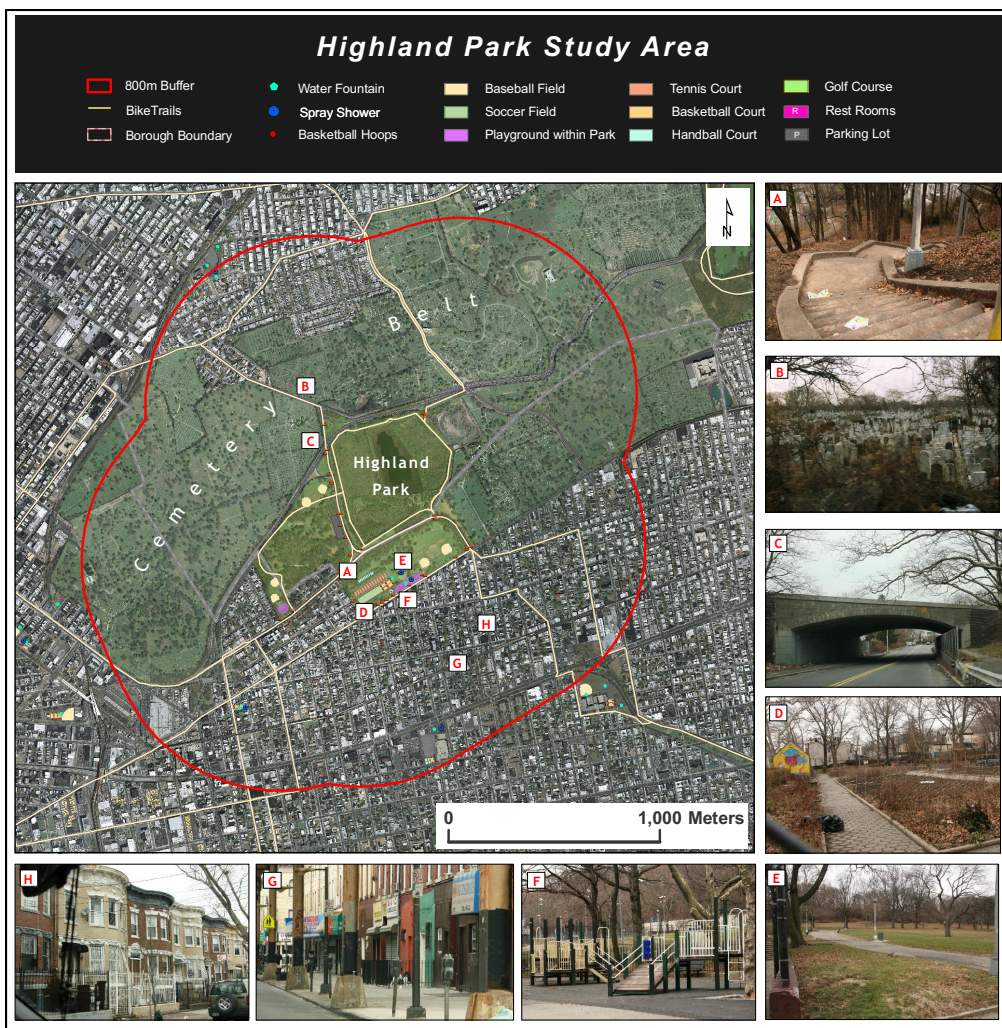 Highland Park Study Area
800m Buffer
BikeTrails
Borough Boundary
Water Fountain
Spray Shower
Basketball Hoops
Baseball Field
Soccer Field
Playground within Park
Tennis Court
Basketball Court
Handball Court
Golf Course
R Rest Rooms
P Parking Lot
N
Cemetery Belt
Highland
Park
B
C
A
E
F
D
H
G
0 1,000 Meters
A
B
C
D
H
G
F
E